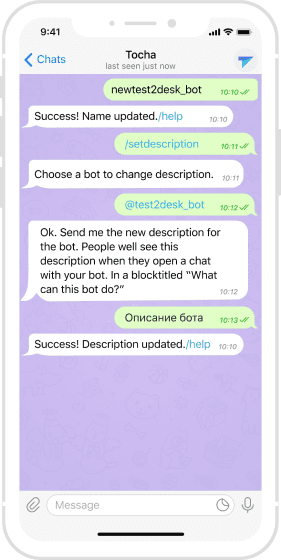 9:41
Chats
Tocha
last seen just now
newtest2desk_bot 10:10
Success! Name updated./help 10:10
/setdescription 10:11
Choose a bot to change description. 10:11
@test2desk_bot 10:12
Ok. Send me the new description for
the bot. People well see this
description when they open a chat
with your bot. In a blocktitled “What
can this bot do?” 10:12
Описание бота 10:13
Success! Description updated./help 10:10
Message